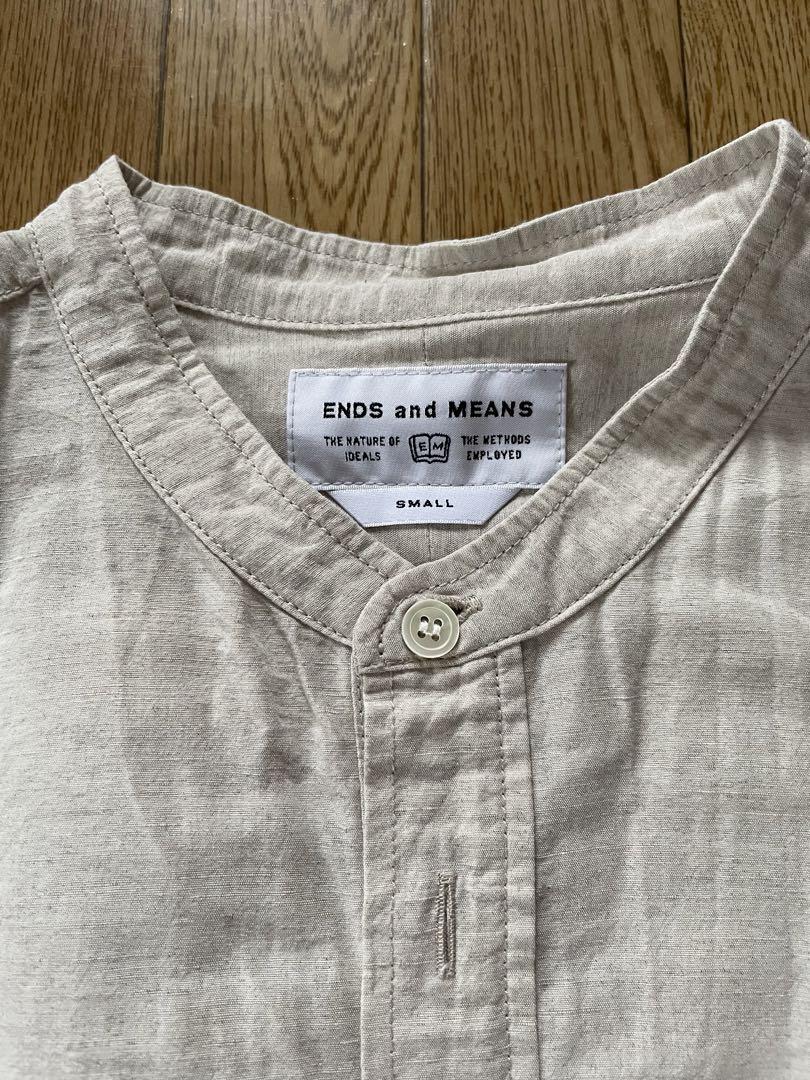 ENDS and MEANS
THE NATURE OF IDEALS
EM
THE METHODS EMPLOYED
SMALL